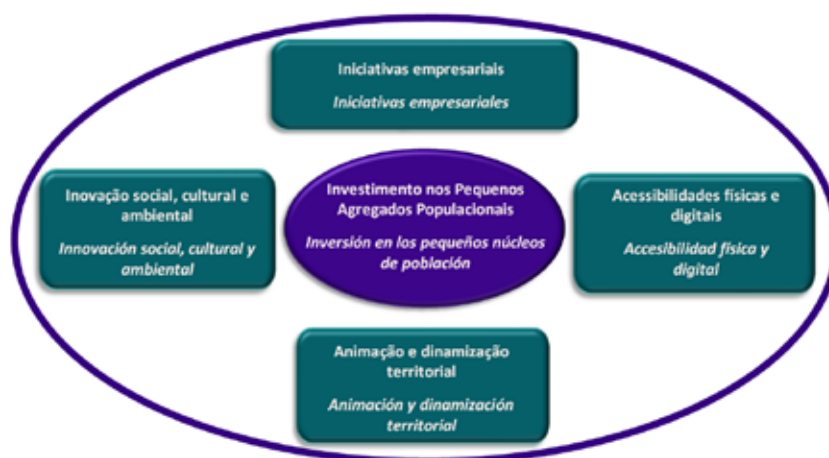 Iniciativas empresariais
Iniciativas empresariales
Inovação social, cultural e
ambiental
Innovación social, cultural y
ambiental
Investimento nos Pequenos
Agregados Populacionais
Inversión en los pequeños núcleos
de población
Acessibilidades físicas e
digitais
Accesibilidad física y
digital
Animação e dinamização
territorial
Animación y dinamización
territorial